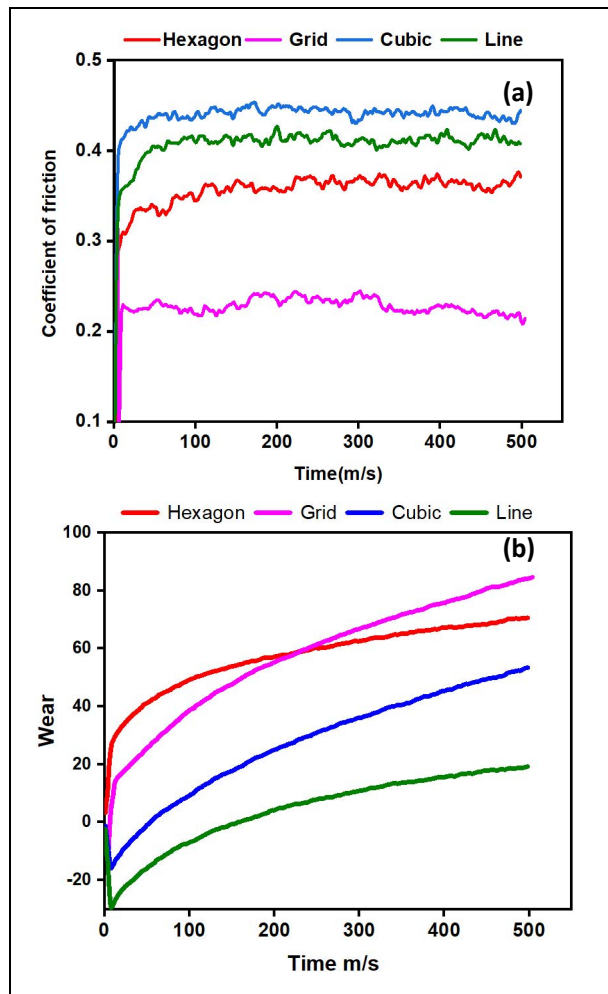 Hexagon Grid Cubic Line
(a)
0.5
0.4
0.3
0.2
0.1
Coefficient of friction
0 100 200 300 400 500
Time(m/s)
Hexagon Grid Cubic Line
(b)
100
80
60
40
20
0
-20
Wear
0 100 200 300 400 500
Time m/s